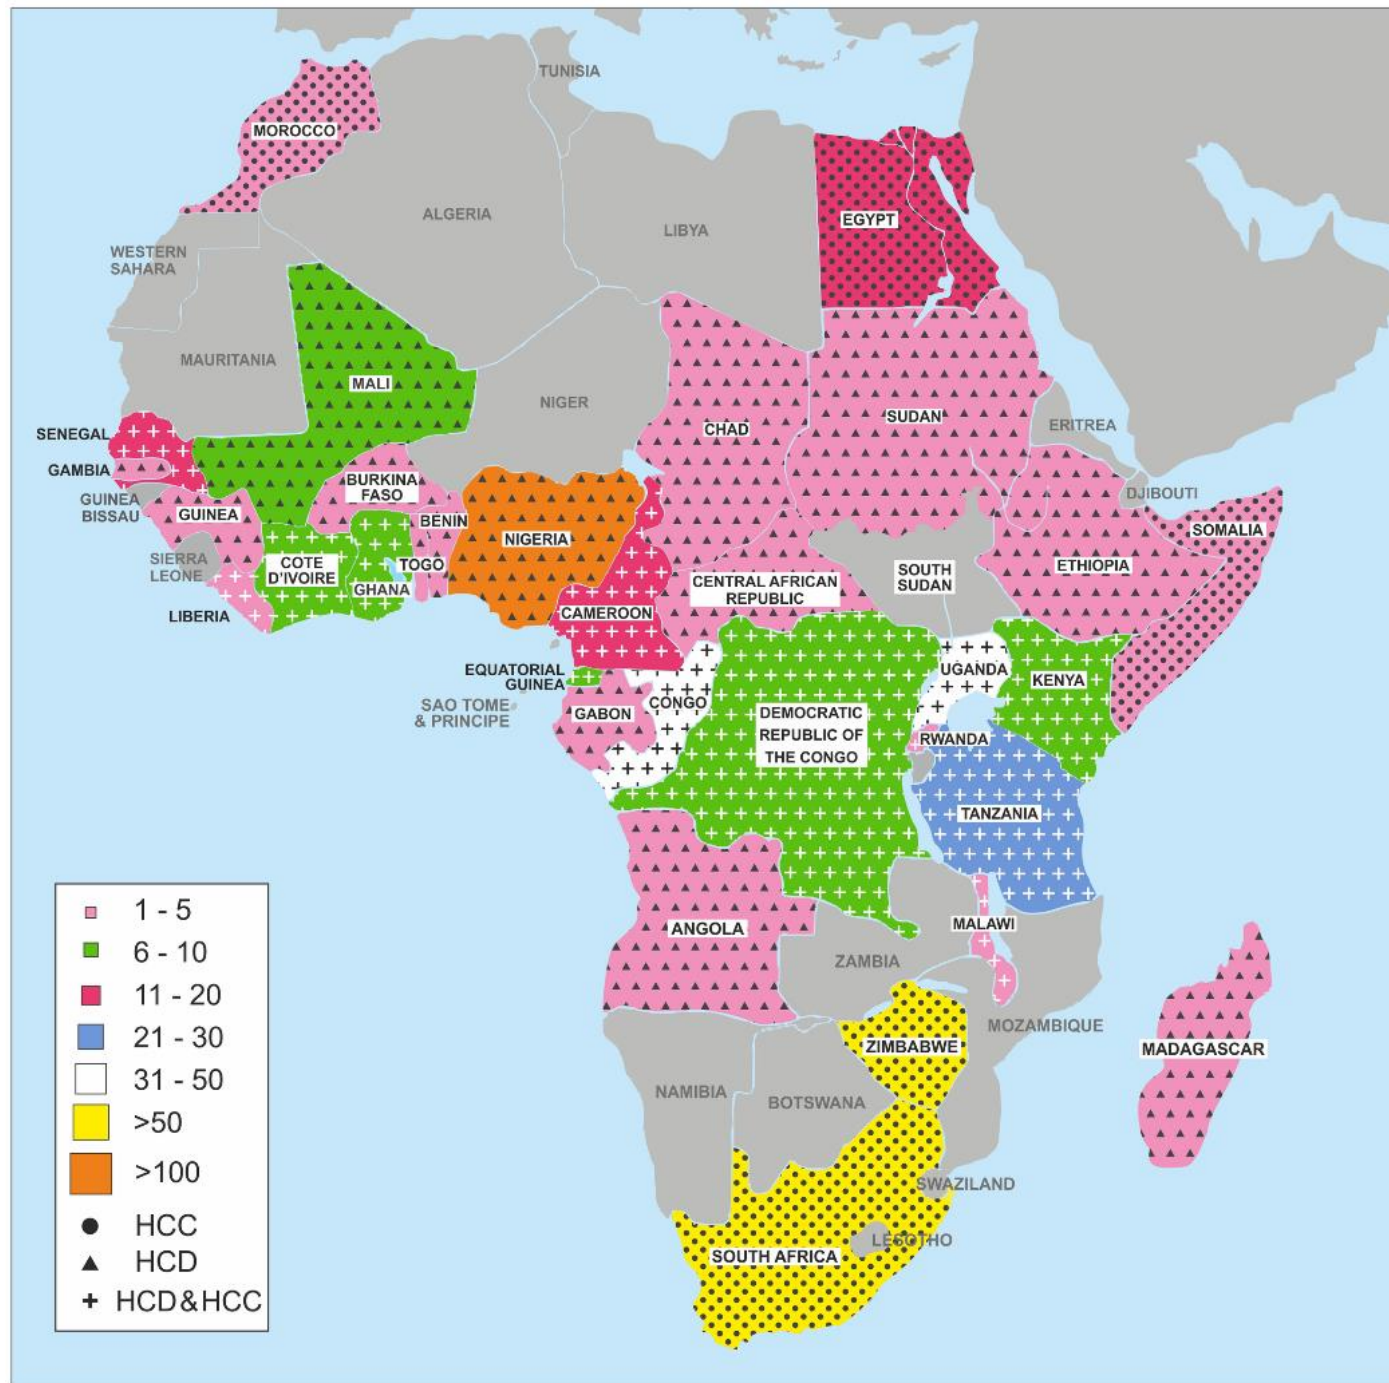 TUNISIA
MOROCCO
ALGERIA
LIBYA
EGYPT
WESTERN
SAHARA
MAURITANIA
MALI
NIGER
CHAD
SUDAN
ERITREA
SENEGAL
GAMBIA
GUINEA
BISSAU
GUINEA
BURKINA
FASO
BENIN
NIGERIA
DJIBOUTI
SOMALIA
SIERRA
LEONE
COTE
D'IVOIRE
GHANA
TOGO
LIBERIA
CAMEROON
CENTRAL AFRICAN
REPUBLIC
SOUTH
SUDAN
ETHIOPIA
EQUATORIAL
GUINEA
SAO TOME
& PRINCIPE
GABON
CONGO
DEMOCRATIC
REPUBLIC OF
THE CONGO
UGANDA
KENYA
RWANDA
TANZANIA
ANGOLA
ZAMBIA
MALAWI
MOZAMBIQUE
ZIMBABWE
MADAGASCAR
NAMIBIA
BOTSWANA
SWAZILAND
LESOTHO
SOUTH AFRICA
1 - 5
6 - 10
11 - 20
21 - 30
31 - 50
>50
>100
HCC
HCD
HCD & HCC